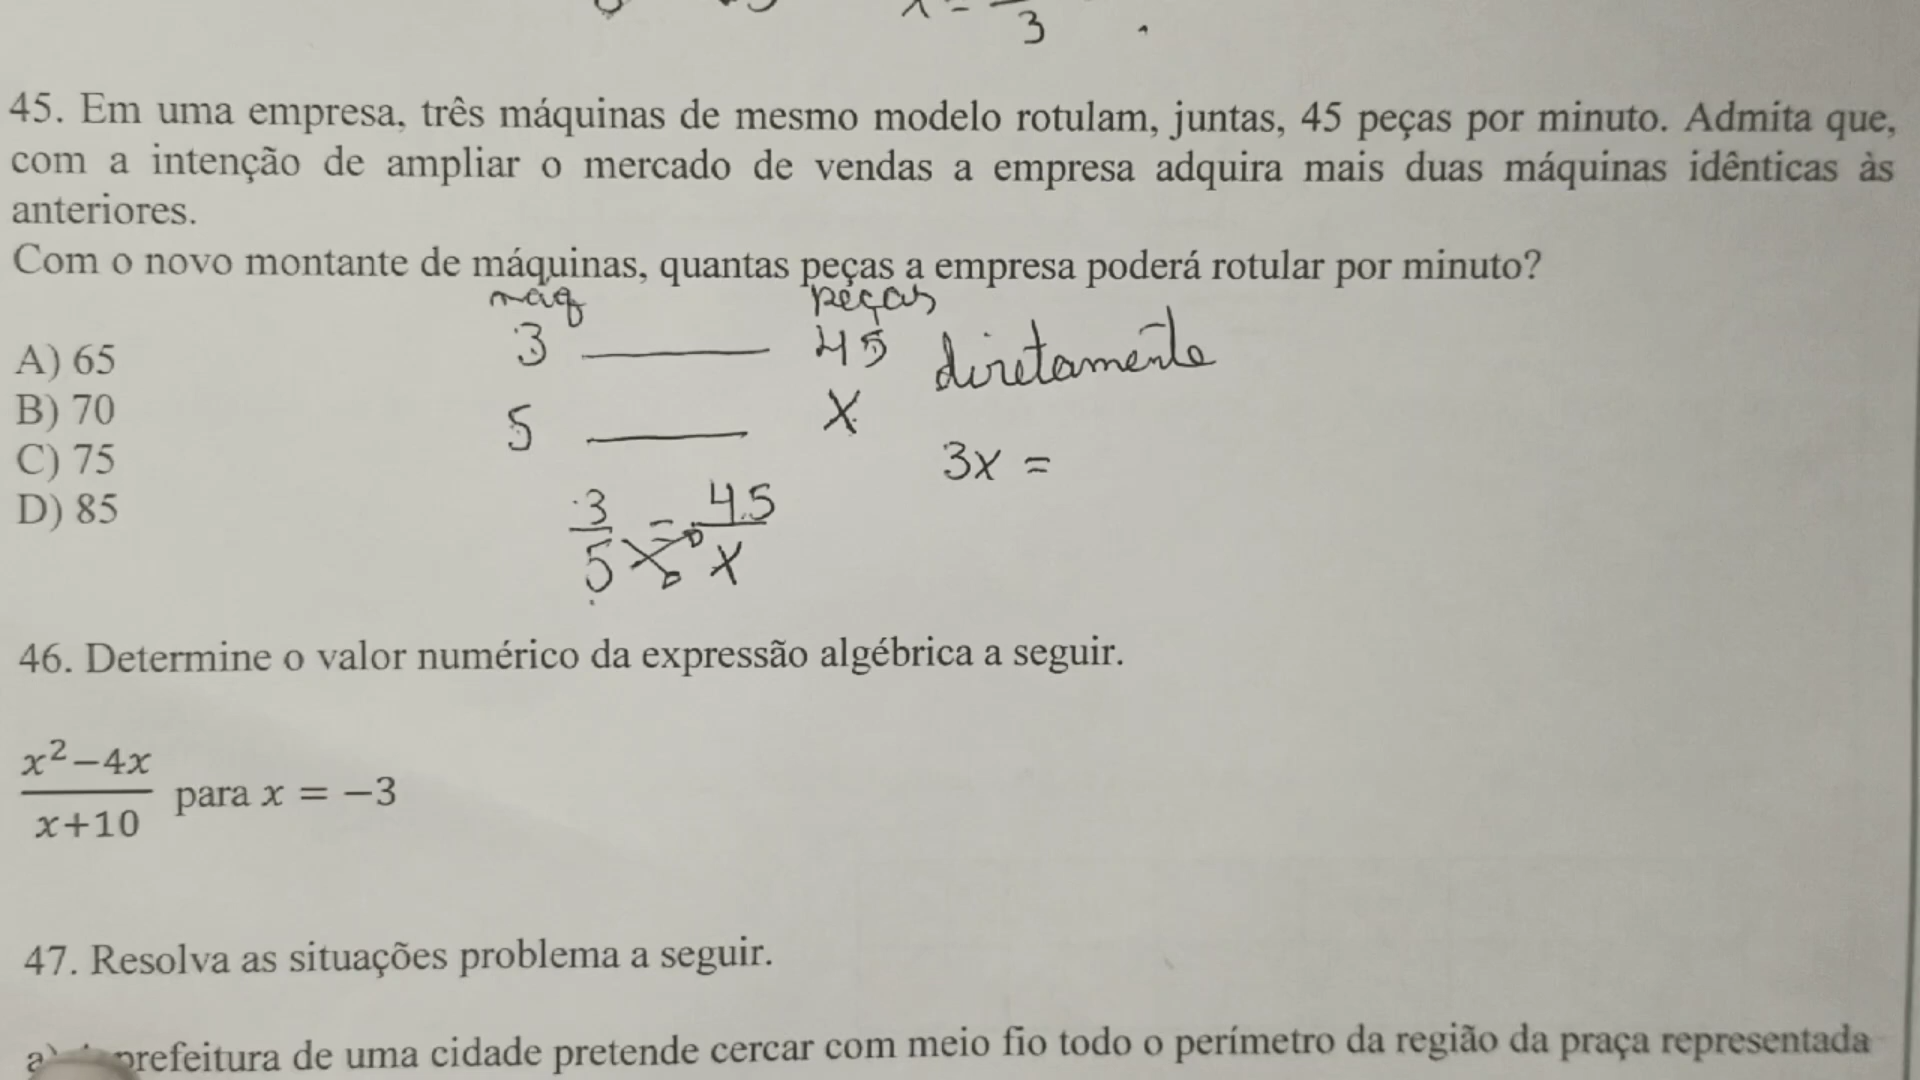 x = 3
45. Em uma empresa, três máquinas de mesmo modelo rotulam, juntas, 45 peças por minuto. Admita que,
com a intenção de ampliar o mercado de vendas a empresa adquira mais duas máquinas idênticas às
anteriores.
Com o novo montante de máquinas, quantas peças a empresa poderá rotular por minuto?
maq peças
3 45 diretamente
5 x
3x =
3/5 = 45/x
A) 65
B) 70
C) 75
D) 85
46. Determine o valor numérico da expressão algébrica a seguir.
x²−4x
x+10
para x = −3
47. Resolva as situações problema a seguir.
prefeitura de uma cidade pretende cercar com meio fio todo o perímetro da região da praça representada